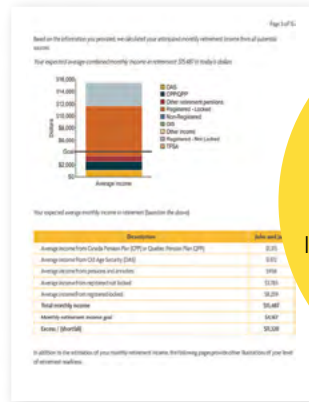 Page 5 of 15
Based on the information you provided, we calculated your anticipated monthly retirement income from all potential
sources.
Your expected average combined monthly income in retirement: $15,487 in today's dollars
$16,000
$14,000
$12,000
$10,000
$8,000
$6,000
Goal
$2,000
$0
Dollars
Average income
OAS
CPP/QPP
Other retirement pensions
Registered - Locked
Non-Registered
GIS
Other income
Registered - Not Locked
TFSA
Your expected average monthly income in retirement (based on the above)
Description
John and
Average income from Canada Pension Plan (CPP) or Quebec Pension Plan (QPP)
Average income from Old Age Security (OAS)
Average income from pensions and annuities
Average income from registered not locked
Average income from registered locked
Total monthly income
$15,487
Monthly retirement income goal
Excess / (shortfall)
In addition to the estimation of your monthly retirement income, the following pages provide other illustrations of your level
of retirement readiness.